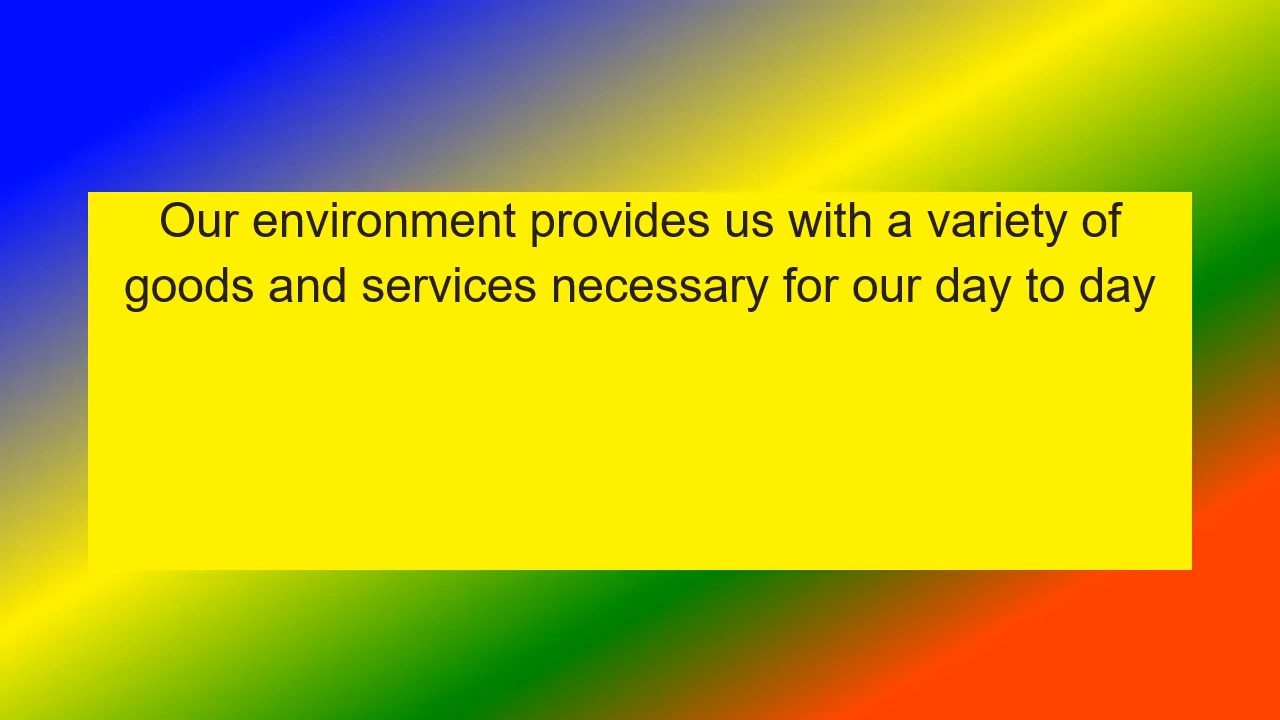 Our environment provides us with a variety of
goods and services necessary for our day to day